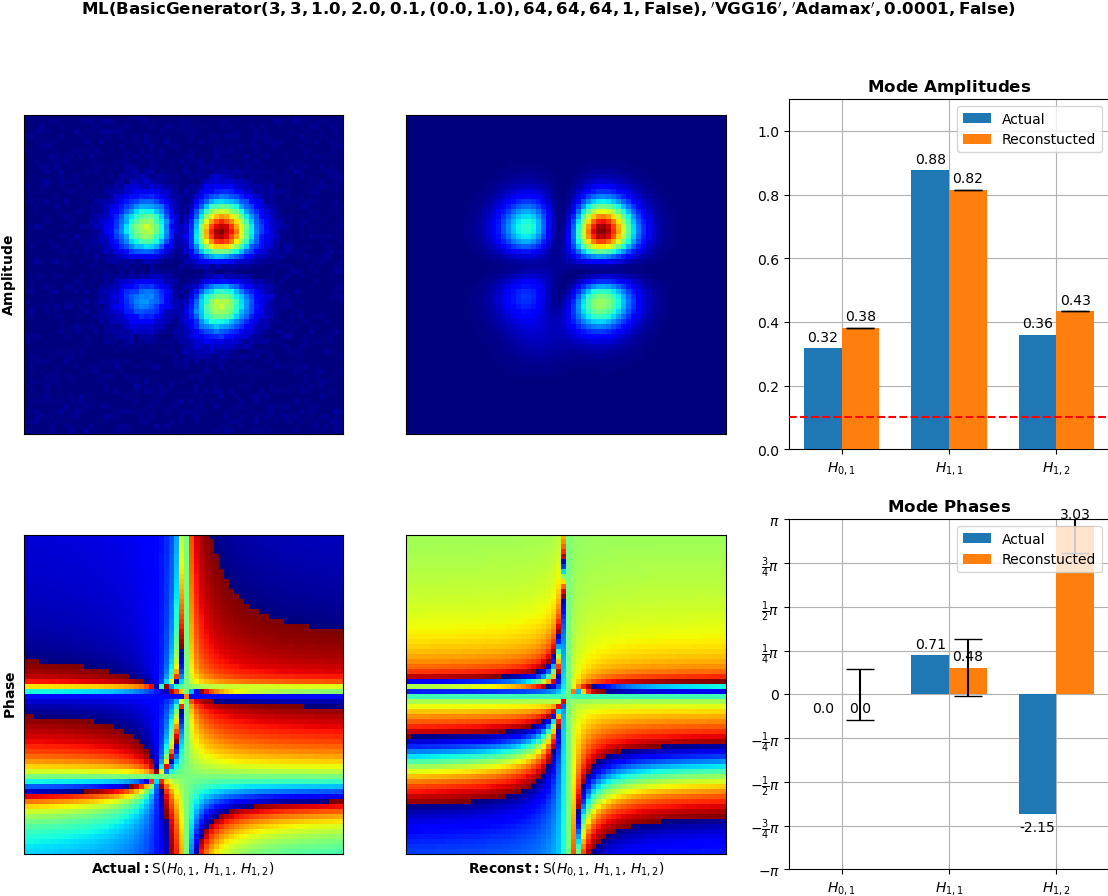 ML(BasicGenerator(3, 3, 1.0, 2.0, 0.1, (0.0, 1.0), 64, 64, 64, 1, False), ′VGG16′, ′Adamax′, 0.0001, False)
Mode Amplitudes
Actual
Reconstucted
1.0
0.8
0.6
0.4
0.2
0.0
0.32
0.38
0.88
0.82
0.36
0.43
H0,1
H1,1
H1,2
Amplitude
Mode Phases
Actual
Reconstucted
π
3/4π
1/2π
1/4π
0
−1/4π
−1/2π
−3/4π
−π
0.0
0.0
0.71
0.48
-2.15
3.03
H0,1
H1,1
H1,2
Phase
Actual: S(H0,1, H1,1, H1,2)
Reconst: S(H0,1, H1,1, H1,2)